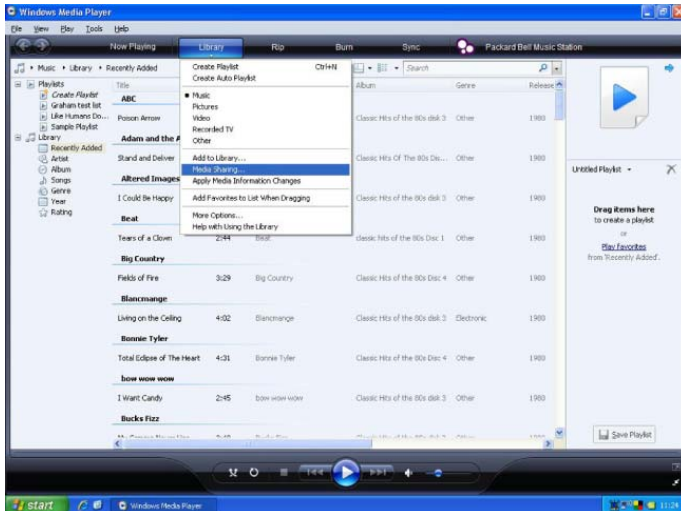 Windows Media Player
File View Play Tools Help
Now Playing Library Rip Burn Sync Packard Bell Music Station
Music Library Recently Added
Search
Create Playlist Ctrl+N
Create Auto Playlist
Music
Pictures
Video
Recorded TV
Other
Add to Library...
Media Sharing...
Apply Media Information Changes
Add Favorites to List When Dragging
More Options...
Help with Using the Library
Playlists
Create Playlist
Graham test list
Like Humans Do...
Sample Playlist
Library
Recently Added
Artist
Album
Songs
Genre
Year
Rating
Title Album Genre Release
ABC
Poison Arrow Classic Hits of the 80s disk 3 Other 1980
Adam and the A
Stand and Deliver Classic Hits Of The 80s Dis... Other 1980
Altered Images
I Could Be Happy Classic Hits of the 80s disk 3 Other 1980
Beat
Tears of a Clown 2:44 Beat classic hits of the 80s Disc 1 Other 1980
Big Country
Fields of Fire 3:29 Big Country Classic Hits of the 80s Disc 4 Other 1980
Blancmange
Living on the Ceiling 4:02 Blancmange Classic Hits of the 80s disk 3 Electronic 1980
Bonnie Tyler
Total Eclipse of The Heart 4:31 Bonnie Tyler Classic Hits of the 80s Disc 4 Other 1980
bow wow wow
I Want Candy 2:45 bow wow wow Classic Hits of the 80s disk 3 Other 1980
Bucks Fizz
Untitled Playlist
Drag items here
to create a playlist
or
Play favorites
from 'Recently Added'.
Save Playlist
start Windows Media Player 11:24